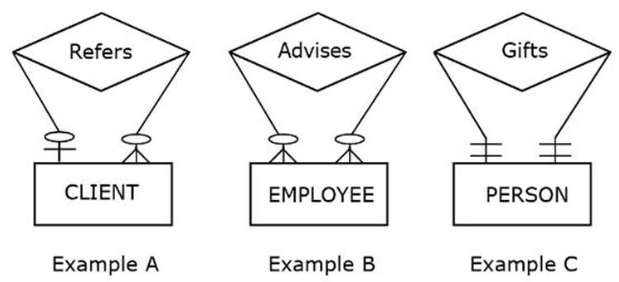 Refers
Advises
Gifts
CLIENT
EMPLOYEE
PERSON
Example A
Example B
Example C